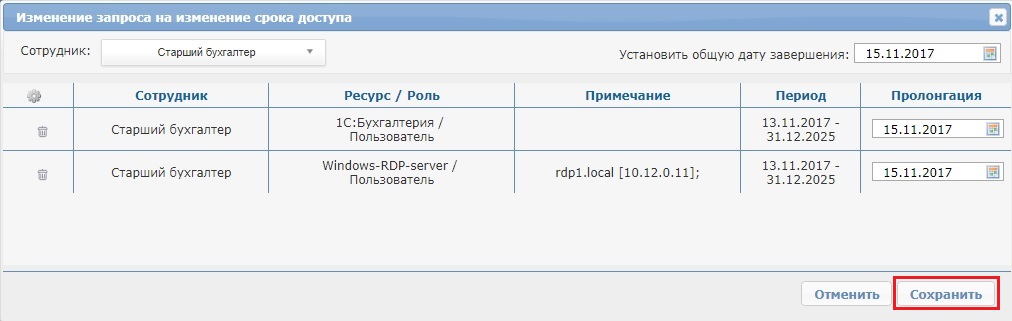 Изменение запроса на изменение срока доступа
Сотрудник: Старший бухгалтер Установить общую дату завершения: 15.11.2017
Сотрудник Ресурс / Роль Примечание Период Пролонгация
Старший бухгалтер 1С:Бухгалтерия / Пользователь 13.11.2017 - 31.12.2025 15.11.2017
Старший бухгалтер Windows-RDP-server / Пользователь rdp1.local [10.12.0.11]; 13.11.2017 - 31.12.2025 15.11.2017
Отменить Сохранить